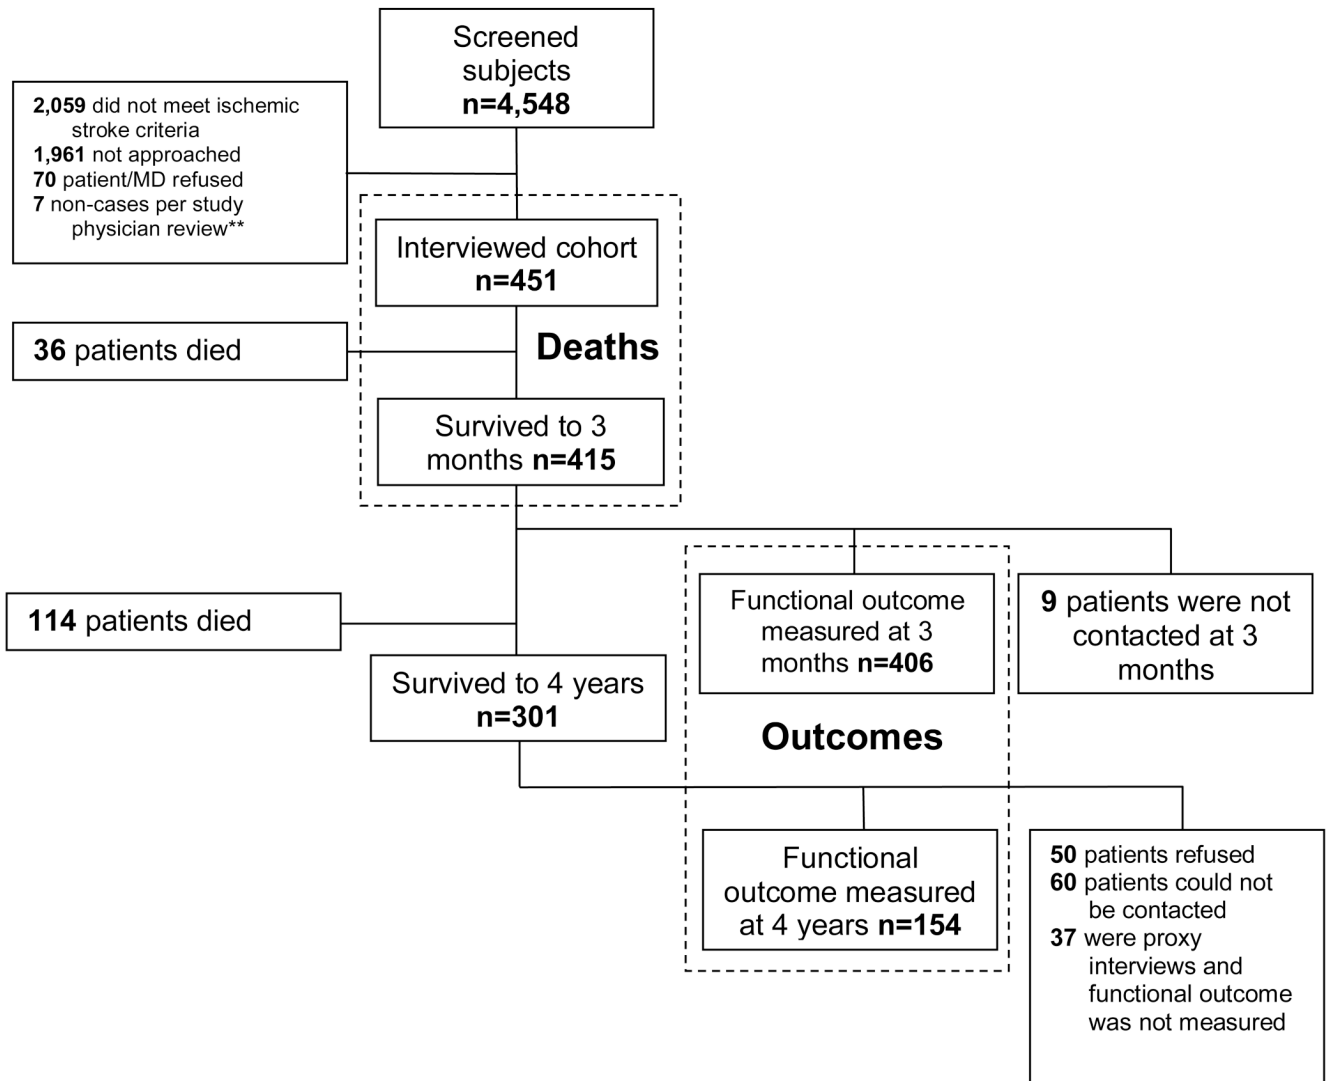 Screened
subjects
n=4,548
2,059 did not meet ischemic
stroke criteria
1,961 not approached
70 patient/MD refused
7 non-cases per study
physician review**
Interviewed cohort
n=451
36 patients died
Deaths
Survived to 3
months n=415
114 patients died
Functional outcome
measured at 3
months n=406
9 patients were not
contacted at 3
months
Survived to 4 years
n=301
Outcomes
Functional
outcome measured
at 4 years n=154
50 patients refused
60 patients could not
be contacted
37 were proxy
interviews and
functional outcome
was not measured